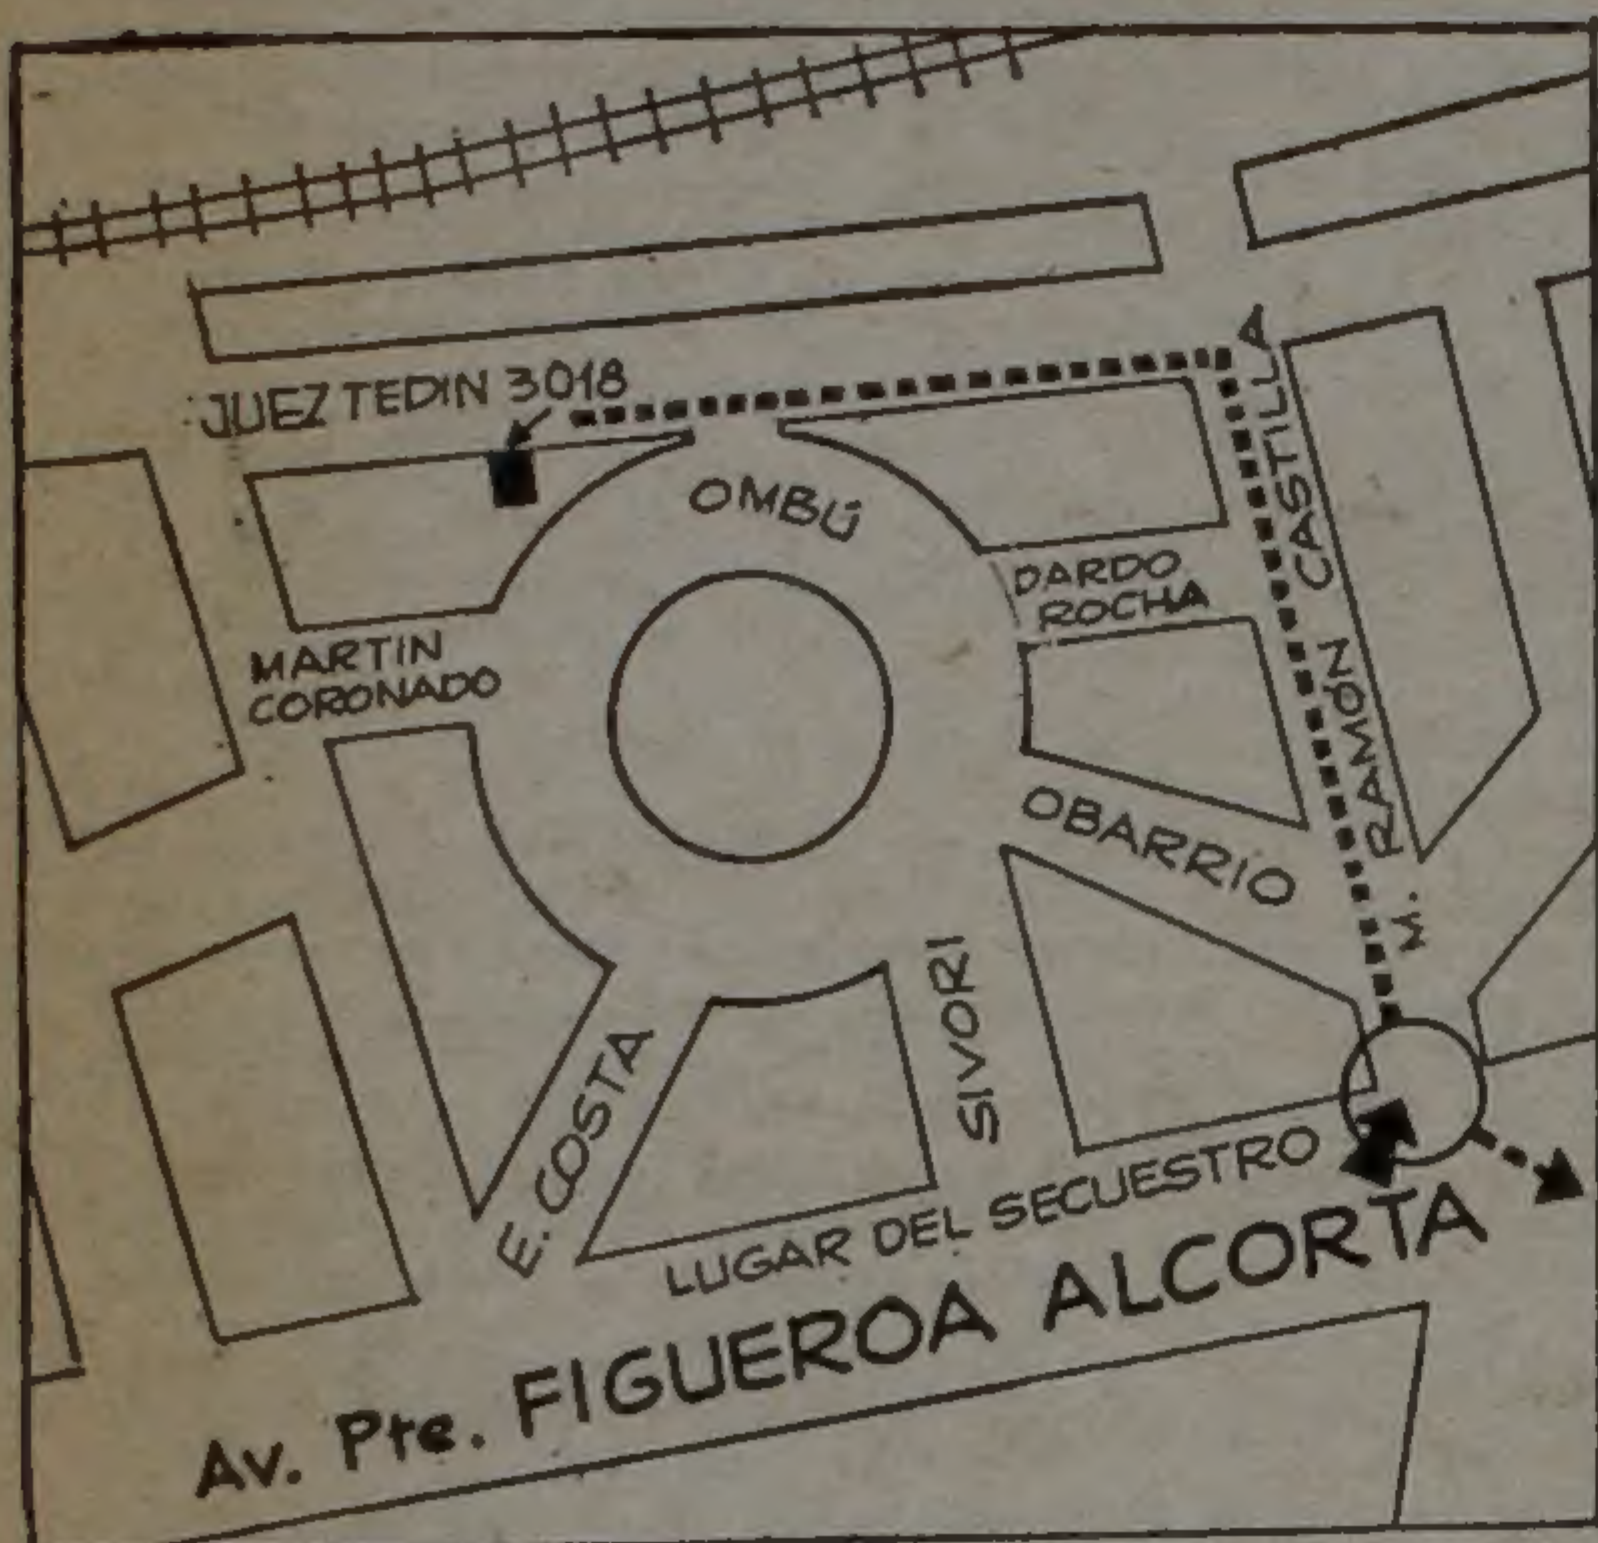 JUEZ TEDIN 3018
OMBÚ
M. RAMÓN CASTILLA
DARDO
ROCHA
MARTIN
CORONADO
OBARRIO
SIVORI
E. COSTA
LUGAR DEL SECUESTRO
Av. Pte. FIGUEROA ALCORTA